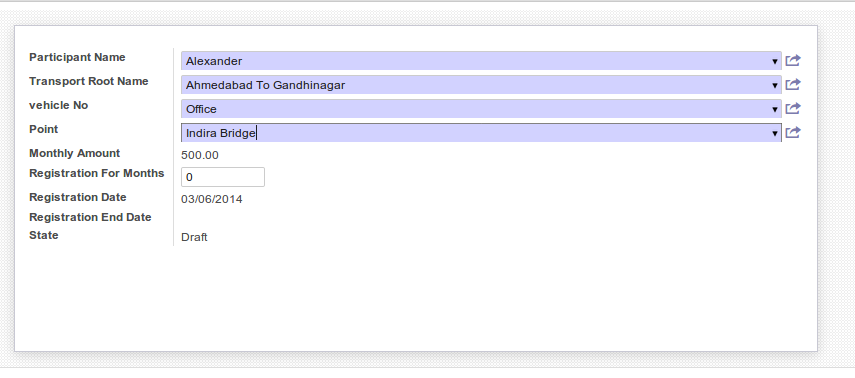 Participant Name Alexander
Transport Root Name Ahmedabad To Gandhinagar
vehicle No Office
Point Indira Bridge
Monthly Amount 500.00
Registration For Months 0
Registration Date 03/06/2014
Registration End Date
State Draft